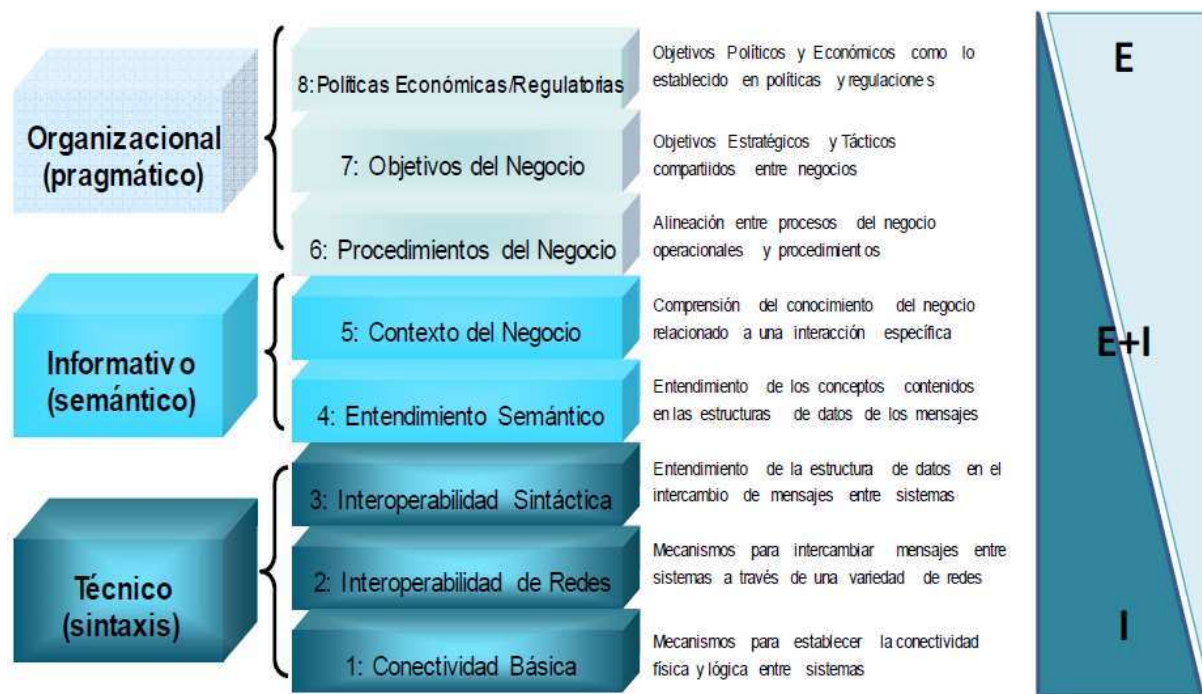 Organizacional
(pragmático)
8: Políticas Económicas/Regulatorias
Objetivos Políticos y Económicos como lo
establecido en políticas y regulaciones
7: Objetivos del Negocio
Objetivos Estratégicos y Tácticos
compartiidos entre negocios
6: Procedimientos del Negocio
Alineación entre procesos del negocio
operacionales y procedimientos
Informativo
(semántico)
5: Contexto del Negocio
Comprensión del conocimiento del negocio
relacionado a una interacción específica
4: Entendimiento Semántico
Entendimiento de los conceptos contenidos
en las estructuras de datos de los mensajes
Técnico
(sintaxis)
3: Interoperabilidad Sintáctica
Entendimiento de la estructura de datos en el
intercambio de mensajes entre sistemas
2: Interoperabilidad de Redes
Mecanismos para intercambiar mensajes entre
sistemas a través de una variedad de redes
1: Conectividad Básica
Mecanismos para establecer la conectividad
física y lógica entre sistemas
E
E+I
I